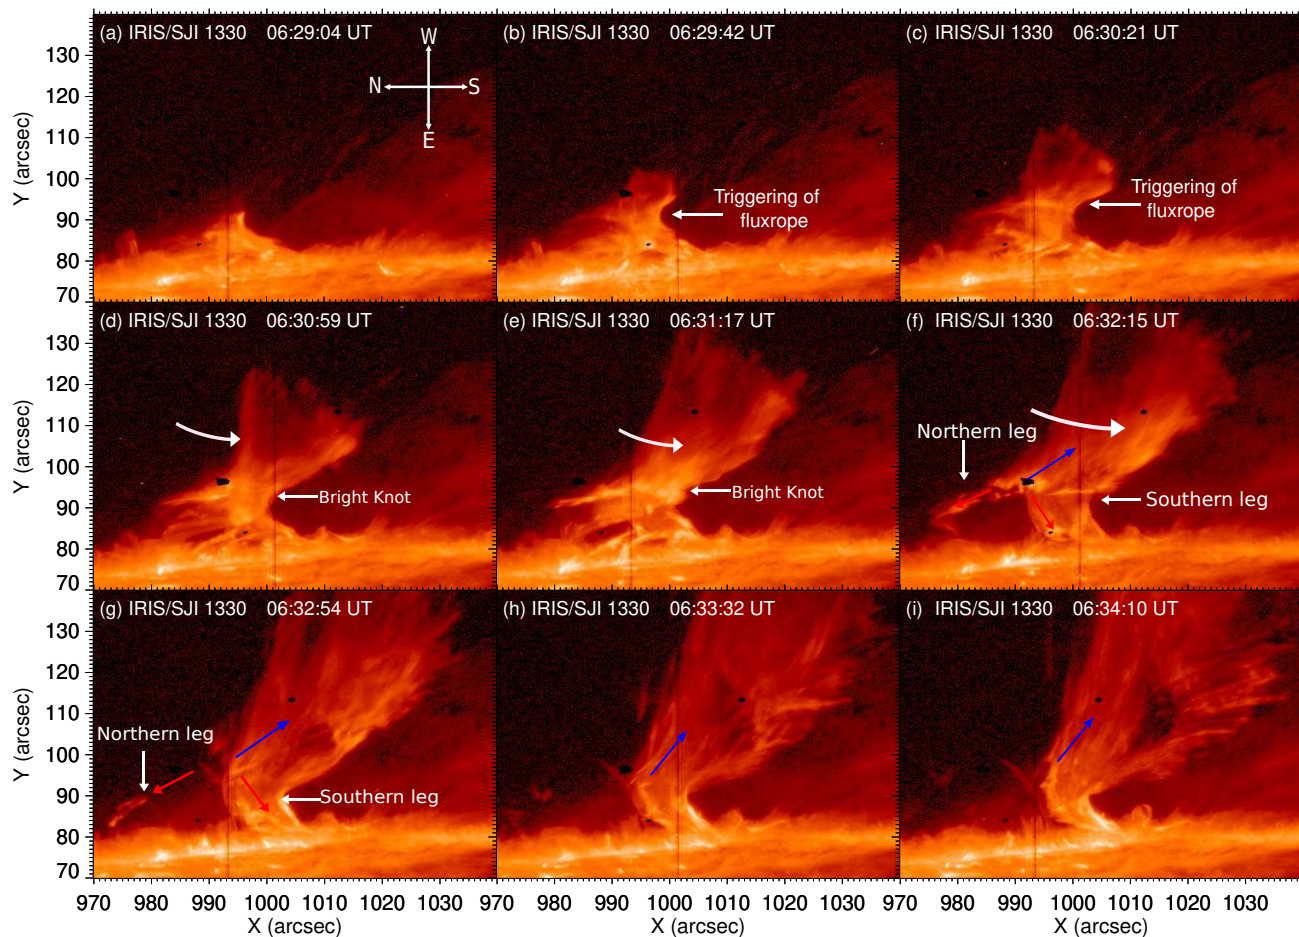 (a) IRIS/SJI 1330 06:29:04 UT
W
N
S
E
(b) IRIS/SJI 1330 06:29:42 UT
Triggering of
fluxrope
(c) IRIS/SJI 1330 06:30:21 UT
Triggering of
fluxrope
Y (arcsec)
130
120
110
100
90
80
70
(d) IRIS/SJI 1330 06:30:59 UT
Bright Knot
(e) IRIS/SJI 1330 06:31:17 UT
Bright Knot
(f) IRIS/SJI 1330 06:32:15 UT
Northern leg
Southern leg
Y (arcsec)
130
120
110
100
90
80
70
(g) IRIS/SJI 1330 06:32:54 UT
Northern leg
Southern leg
(h) IRIS/SJI 1330 06:33:32 UT
(i) IRIS/SJI 1330 06:34:10 UT
Y (arcsec)
130
120
110
100
90
80
70
970 980 990 1000 1010 1020 1030 970 980 990 1000 1010 1020 1030 970 980 990 1000 1010 1020 1030
X (arcsec) X (arcsec) X (arcsec)